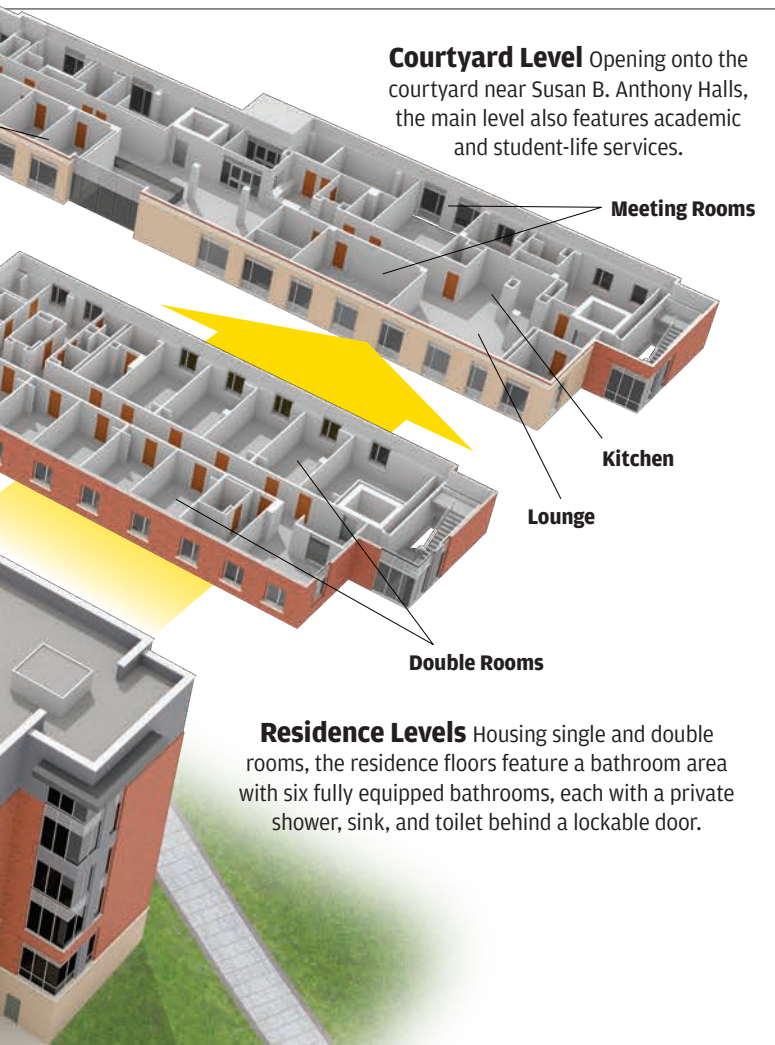 Courtyard Level Opening onto the
courtyard near Susan B. Anthony Halls,
the main level also features academic
and student-life services.
Meeting Rooms
Kitchen
Lounge
Double Rooms
Residence Levels Housing single and double
rooms, the residence floors feature a bathroom area
with six fully equipped bathrooms, each with a private
shower, sink, and toilet behind a lockable door.